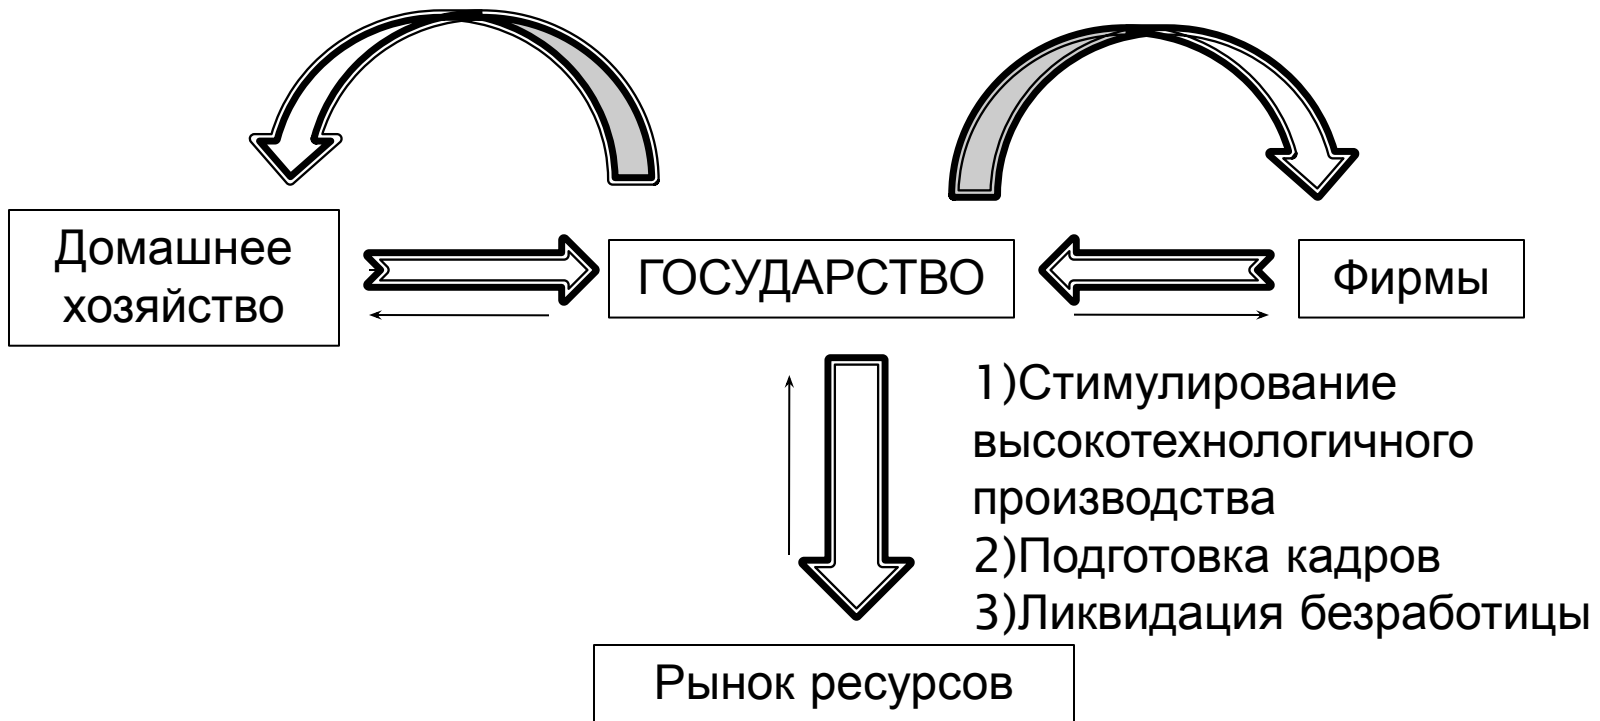 Домашнее
хозяйство
ГОСУДАРСТВО
Фирмы
1)Стимулирование
высокотехнологичного
производства
2)Подготовка кадров
3)Ликвидация безработицы
Рынок ресурсов